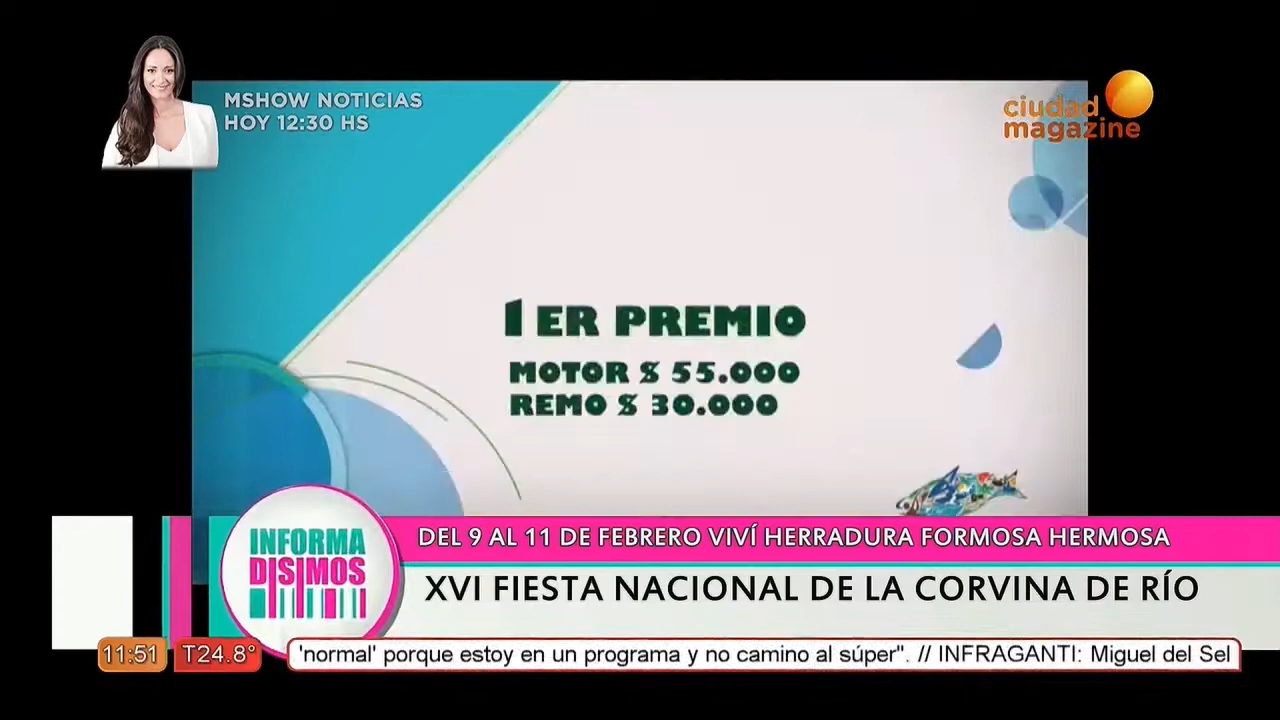 MSHOW NOTICIAS
HOY 12:30 HS
ciudad
magazine
1 ER PREMIO
MOTOR $ 55.000
REMO $ 30.000
INFORMA
DISIMOS
DEL 9 AL 11 DE FEBRERO VIVÍ HERRADURA FORMOSA HERMOSA
XVI FIESTA NACIONAL DE LA CORVINA DE RÍO
11:51
T24.8°
'normal' porque estoy en un programa y no camino al súper". // INFRAGANTI: Miguel del Sel